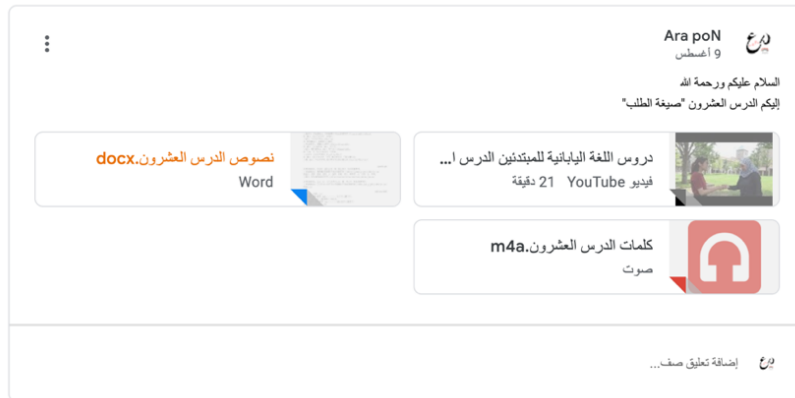 Ara poN
9 أغسطس
السلام عليكم ورحمة الله
إليكم الدرس العشرون "صيغة الطلب"
دروس اللغة اليابانية للمبتدئين الدرس ا...
فيديو YouTube 21 دقيقة
نصوص الدرس العشرون.docx
Word
كلمات الدرس العشرون.m4a
صوت
إضافة تعليق صف...